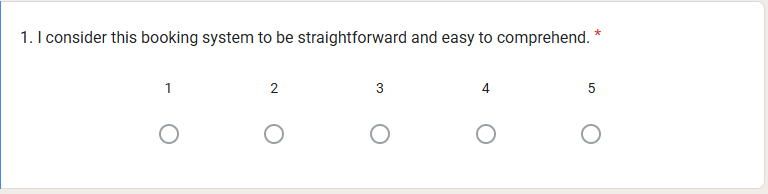 1. I consider this booking system to be straightforward and easy to comprehend. *
1 2 3 4 5